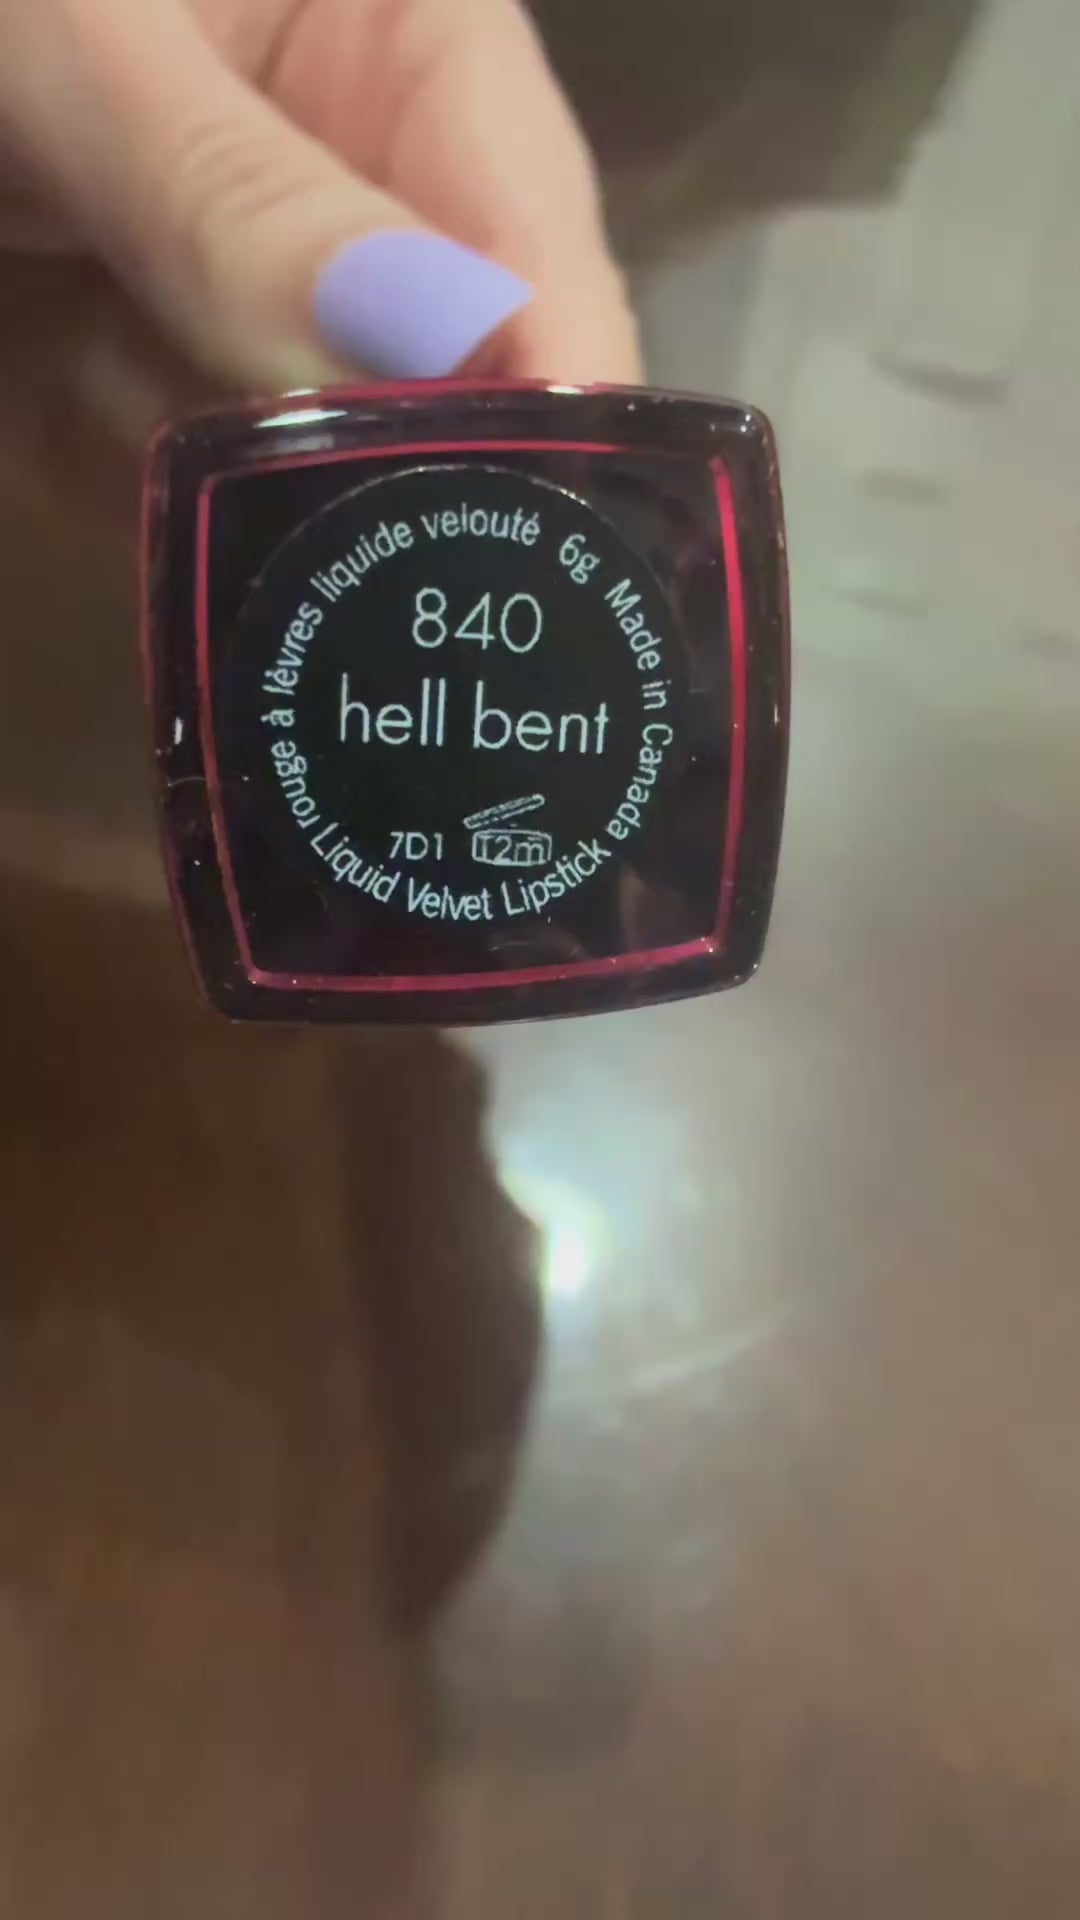 rouge à lèvres liquide velouté 6g Made in Canada
840
hell bent
7D1 12m
Liquid Velvet Lipstick